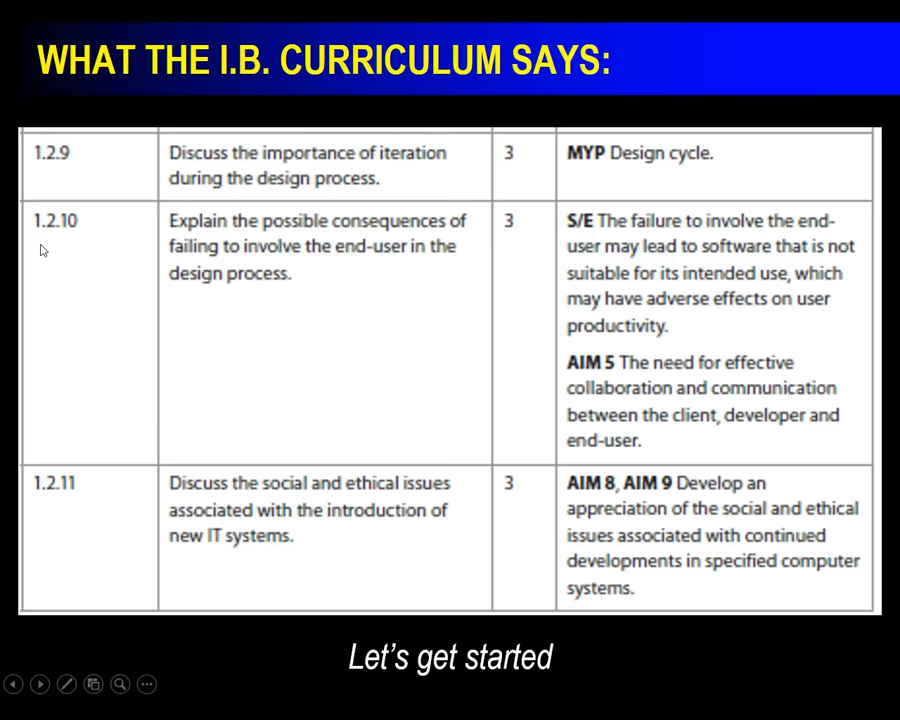 WHAT THE I.B. CURRICULUM SAYS:
1.2.9
Discuss the importance of iteration
during the design process.
3
MYP Design cycle.
1.2.10
Explain the possible consequences of
failing to involve the end-user in the
design process.
3
S/E The failure to involve the end-
user may lead to software that is not
suitable for its intended use, which
may have adverse effects on user
productivity.
AIM 5 The need for effective
collaboration and communication
between the client, developer and
end-user.
1.2.11
Discuss the social and ethical issues
associated with the introduction of
new IT systems.
3
AIM 8, AIM 9 Develop an
appreciation of the social and ethical
issues associated with continued
developments in specified computer
systems.
Let's get started